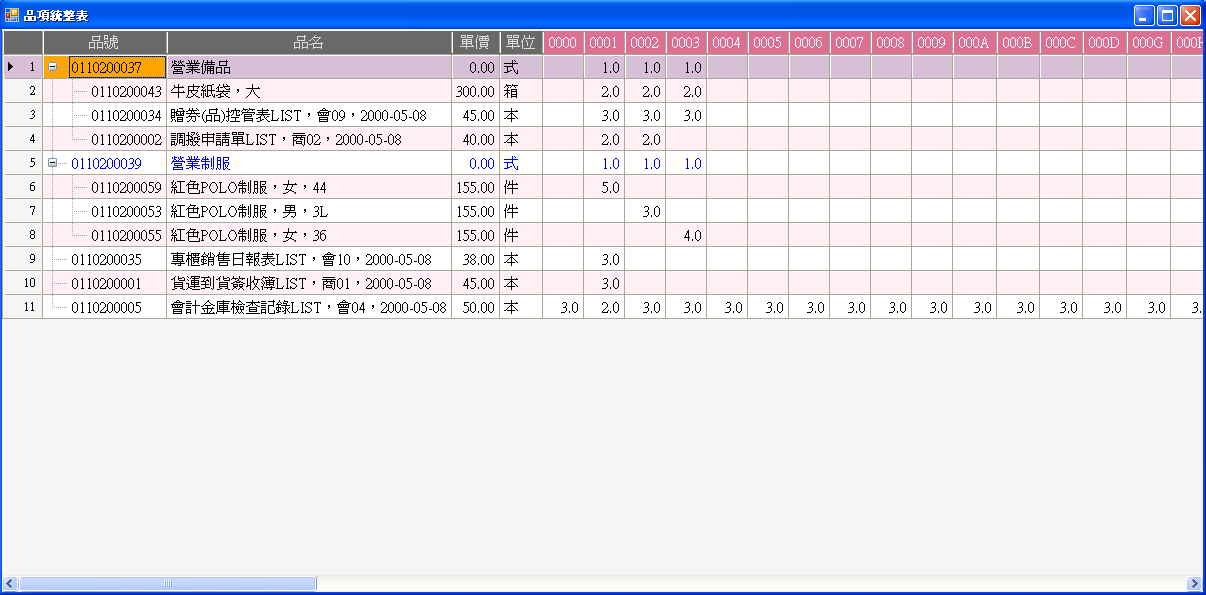 品項統整表
品號 品名 單價 單位 0000 0001 0002 0003 0004 0005 0006 0007 0008 0009 000A 000B 000C 000D 000G
1 0110200037 營業備品 0.00 式 1.0 1.0 1.0
2 0110200043 牛皮紙袋，大 300.00 箱 2.0 2.0 2.0
3 0110200034 贈券(品)控管表LIST，會09，2000-05-08 45.00 本 3.0 3.0 3.0
4 0110200002 調撥申請單LIST，商02，2000-05-08 40.00 本 2.0 2.0
5 0110200039 營業制服 0.00 式 1.0 1.0 1.0
6 0110200059 紅色POLO制服，女，44 155.00 件 5.0
7 0110200053 紅色POLO制服，男，3L 155.00 件 3.0
8 0110200055 紅色POLO制服，女，36 155.00 件 4.0
9 0110200035 專櫃銷售日報表LIST，會10，2000-05-08 38.00 本 3.0
10 0110200001 貨運到貨簽收簿LIST，商01，2000-05-08 45.00 本 3.0
11 0110200005 會計金庫檢查記錄LIST，會04，2000-05-08 50.00 本 3.0 2.0 3.0 3.0 3.0 3.0 3.0 3.0 3.0 3.0 3.0 3.0 3.0 3.0 3.0 3.